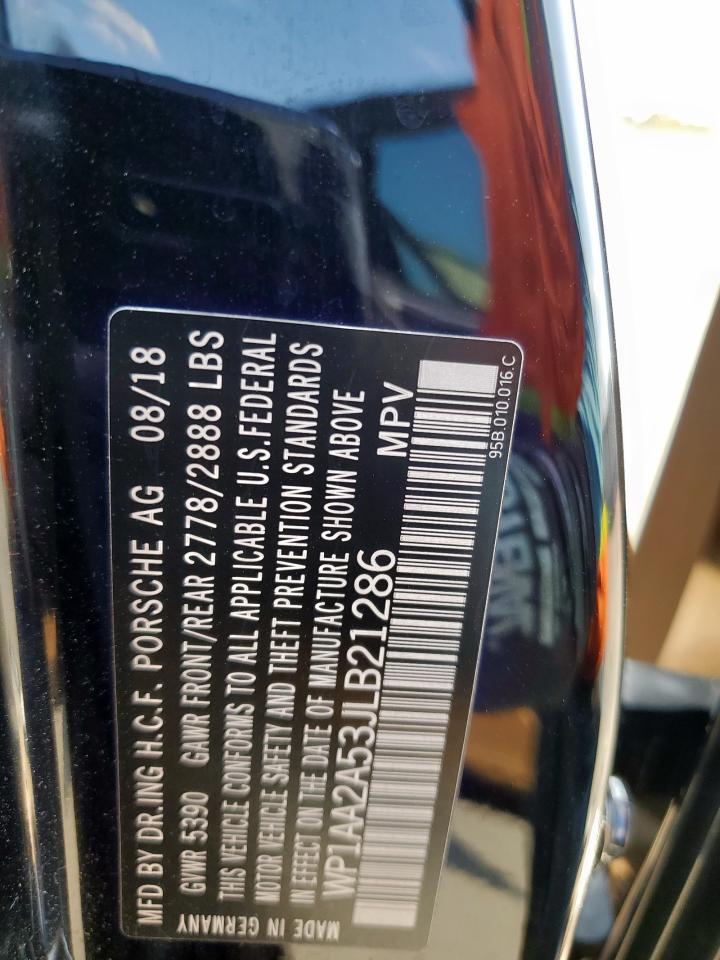 MFD BY DR.ING H.C.F. PORSCHE AG 08/18
GVWR 5390 GAWR FRONT/REAR 2778/2888 LBS
THIS VEHICLE CONFORMS TO ALL APPLICABLE U.S.FEDERAL
MOTOR VEHICLE SAFETY AND THEFT PREVENTION STANDARDS
IN EFFECT ON THE DATE OF MANUFACTURE SHOWN ABOVE
WP1AA2A53JLB21286 MPV
95B.010.016.C
MADE IN GERMANY